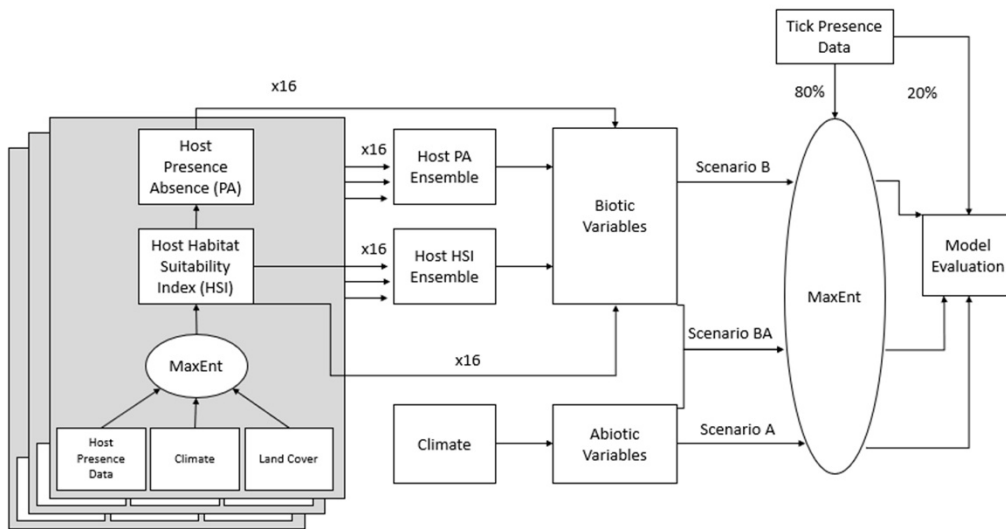 Tick Presence
Data
x16
80%
20%
Host
Presence
Absence (PA)
x16
Host PA
Ensemble
Biotic
Variables
Scenario B
Host Habitat
Suitability
Index (HSI)
x16
Host HSI
Ensemble
Model
Evaluation
MaxEnt
MaxEnt
x16
Scenario BA
Host
Presence
Data
Climate
Land Cover
Climate
Abiotic
Variables
Scenario A